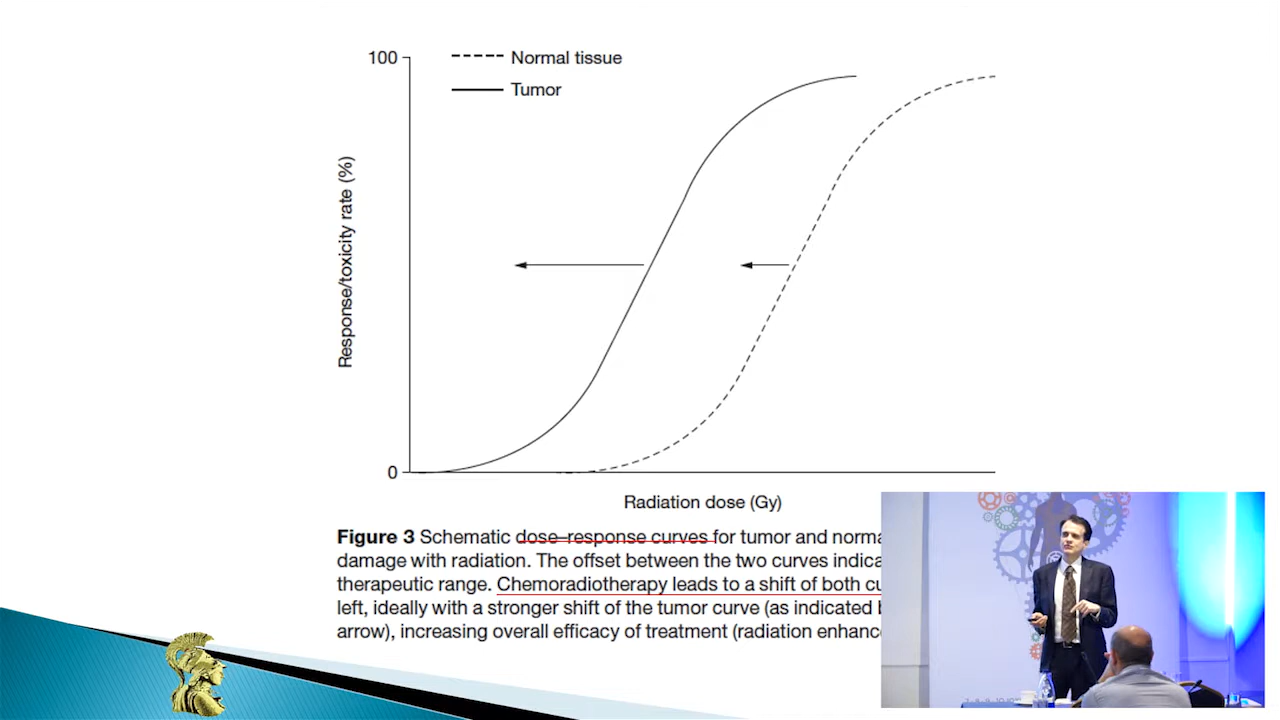 100
Normal tissue
Tumor
Response/toxicity rate (%)
0
Radiation dose (Gy)
Figure 3 Schematic dose–response curves for tumor and norma
damage with radiation. The offset between the two curves indica
therapeutic range. Chemoradiotherapy leads to a shift of both cu
left, ideally with a stronger shift of the tumor curve (as indicated
arrow), increasing overall efficacy of treatment (radiation enhanc